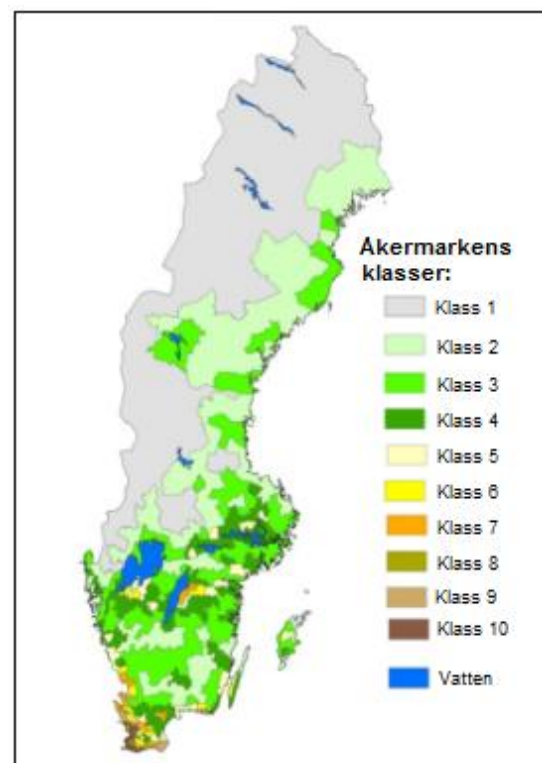 Åkermarkens
klasser:
Klass 1
Klass 2
Klass 3
Klass 4
Klass 5
Klass 6
Klass 7
Klass 8
Klass 9
Klass 10
Vatten